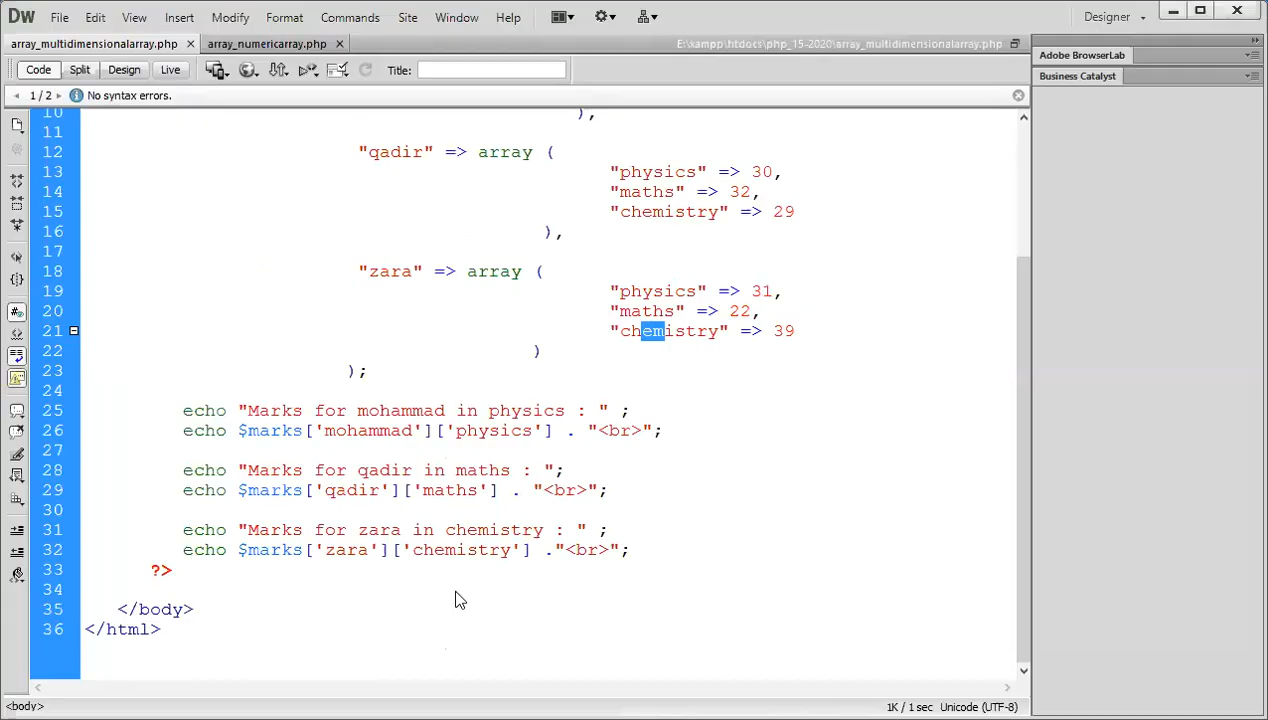 Dw File Edit View Insert Modify Format Commands Site Window Help Designer
array_multidimensionalarray.php array_numericarray.php E:\xampp\htdocs\php_15-2020\array_multidimensionalarray.php
Code Split Design Live Title:
1 / 2 No syntax errors.
Adobe BrowserLab
Business Catalyst
10 ),
11
12 "qadir" => array (
13 "physics" => 30,
14 "maths" => 32,
15 "chemistry" => 29
16 ),
17
18 "zara" => array (
19 "physics" => 31,
20 "maths" => 22,
21 "chemistry" => 39
22 )
23 );
24
25 echo "Marks for mohammad in physics : " ;
26 echo $marks['mohammad']['physics'] . "<br>";
27
28 echo "Marks for qadir in maths : ";
29 echo $marks['qadir']['maths'] . "<br>";
30
31 echo "Marks for zara in chemistry : " ;
32 echo $marks['zara']['chemistry'] ."<br>";
33 ?>
34
35 </body>
36 </html>
<body> 1K / 1 sec Unicode (UTF-8)